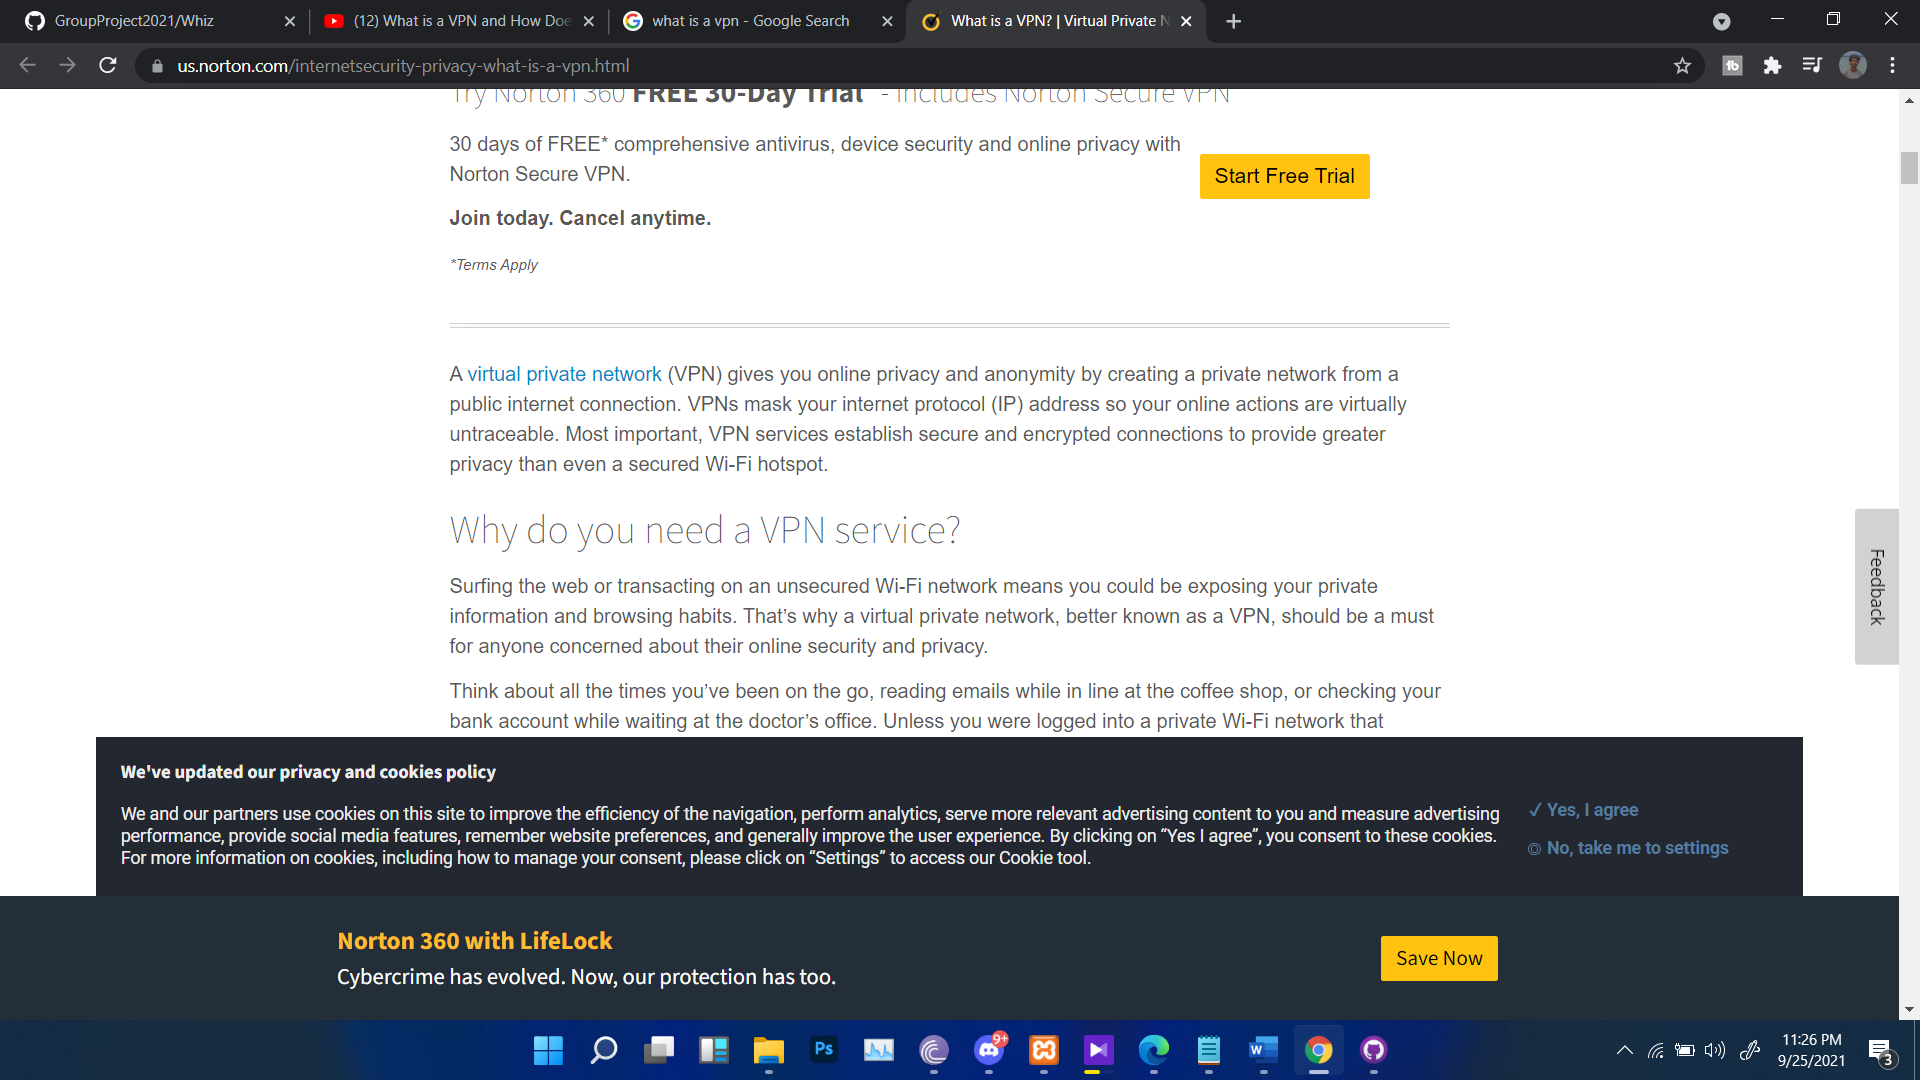 GroupProject2021/Whiz
(12) What is a VPN and How Doe
what is a vpn - Google Search
What is a VPN? | Virtual Private N
us.norton.com/internetsecurity-privacy-what-is-a-vpn.html
Try Norton 360 FREE 30-Day Trial* - Includes Norton Secure VPN
30 days of FREE* comprehensive antivirus, device security and online privacy with
Norton Secure VPN.
Start Free Trial
Join today. Cancel anytime.
*Terms Apply
A virtual private network (VPN) gives you online privacy and anonymity by creating a private network from a
public internet connection. VPNs mask your internet protocol (IP) address so your online actions are virtually
untraceable. Most important, VPN services establish secure and encrypted connections to provide greater
privacy than even a secured Wi-Fi hotspot.
Why do you need a VPN service?
Surfing the web or transacting on an unsecured Wi-Fi network means you could be exposing your private
information and browsing habits. That’s why a virtual private network, better known as a VPN, should be a must
for anyone concerned about their online security and privacy.
Think about all the times you’ve been on the go, reading emails while in line at the coffee shop, or checking your
bank account while waiting at the doctor’s office. Unless you were logged into a private Wi-Fi network that
Feedback
We've updated our privacy and cookies policy
We and our partners use cookies on this site to improve the efficiency of the navigation, perform analytics, serve more relevant advertising content to you and measure advertising
performance, provide social media features, remember website preferences, and generally improve the user experience. By clicking on “Yes I agree”, you consent to these cookies.
For more information on cookies, including how to manage your consent, please click on “Settings” to access our Cookie tool.
✓ Yes, I agree
No, take me to settings
Norton 360 with LifeLock
Cybercrime has evolved. Now, our protection has too.
Save Now
Ps
9+
W
11:26 PM
9/25/2021
3